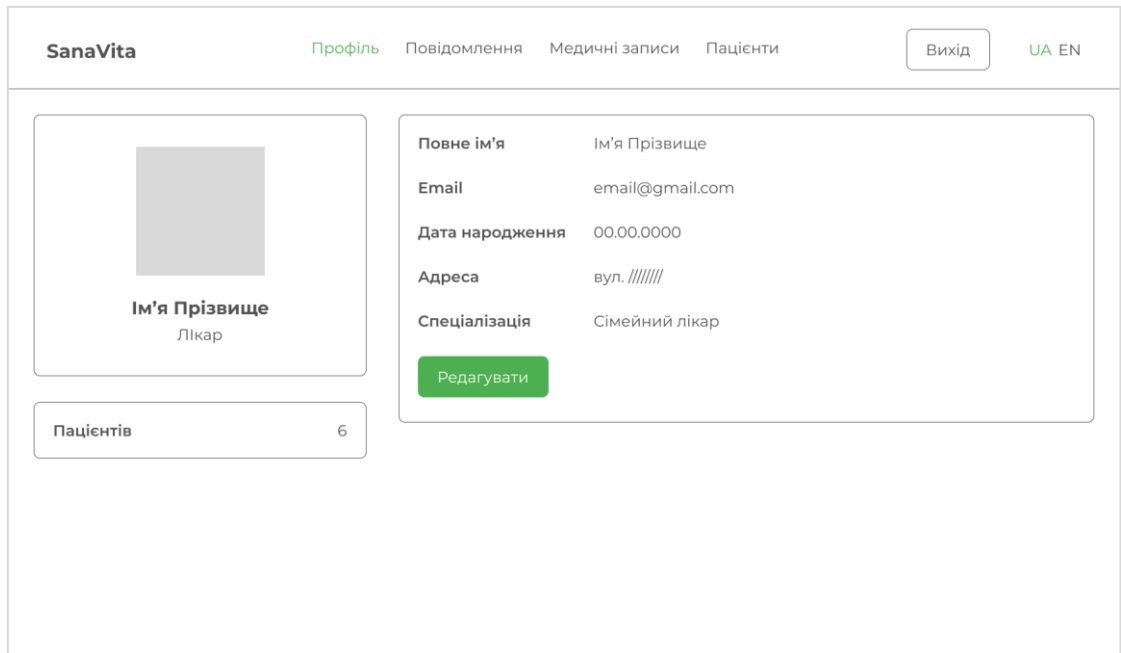 SanaVita Профіль Повідомлення Медичні записи Пацієнти Вихід UA EN
Ім’я Прізвище
Лікар
Пацієнтів 6
Повне ім’я Ім’я Прізвище
Email email@gmail.com
Дата народження 00.00.0000
Адреса вул. ////////
Спеціалізація Сімейний лікар
Редагувати